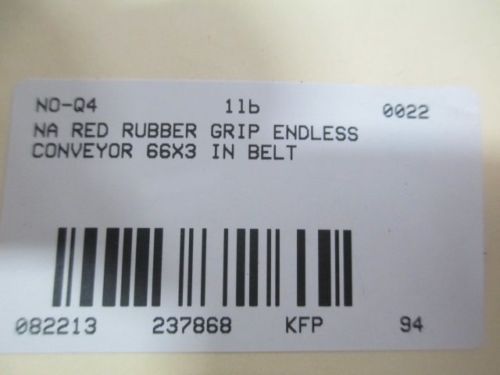 NO-Q4 1lb 0022
NA RED RUBBER GRIP ENDLESS
CONVEYOR 66X3 IN BELT
082213 237868 KFP 94